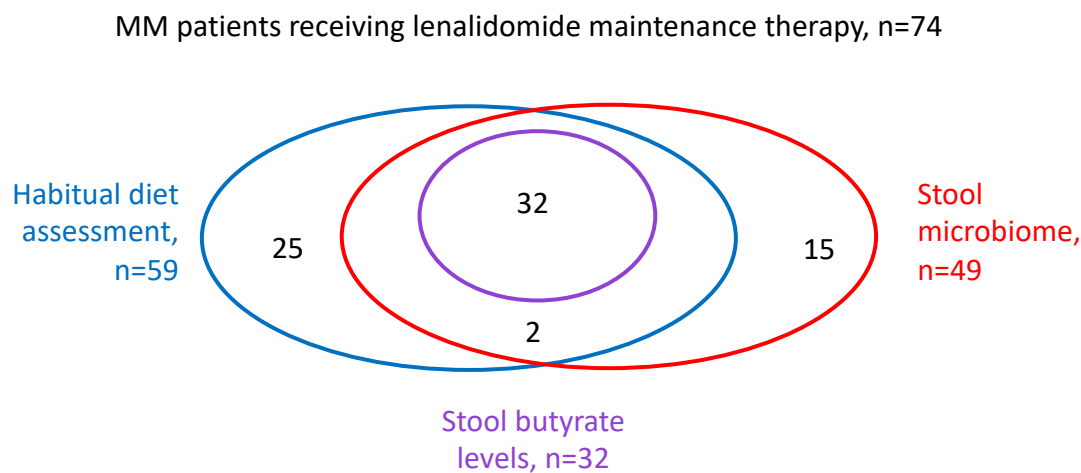 MM patients receiving lenalidomide maintenance therapy, n=74
Habitual diet
assessment,
n=59
25
32
2
15
Stool
microbiome,
n=49
Stool butyrate
levels, n=32